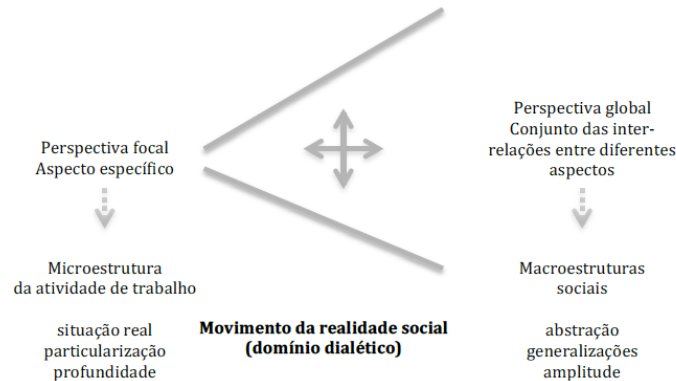 Perspectiva focal
Aspecto específico
Perspectiva global
Conjunto das inter-
relações entre diferentes
aspectos
Microestrutura
da atividade de trabalho
situação real
particularização
profundidade
Movimento da realidade social
(domínio dialético)
Macroestruturas
sociais
abstração
generalizações
amplitude